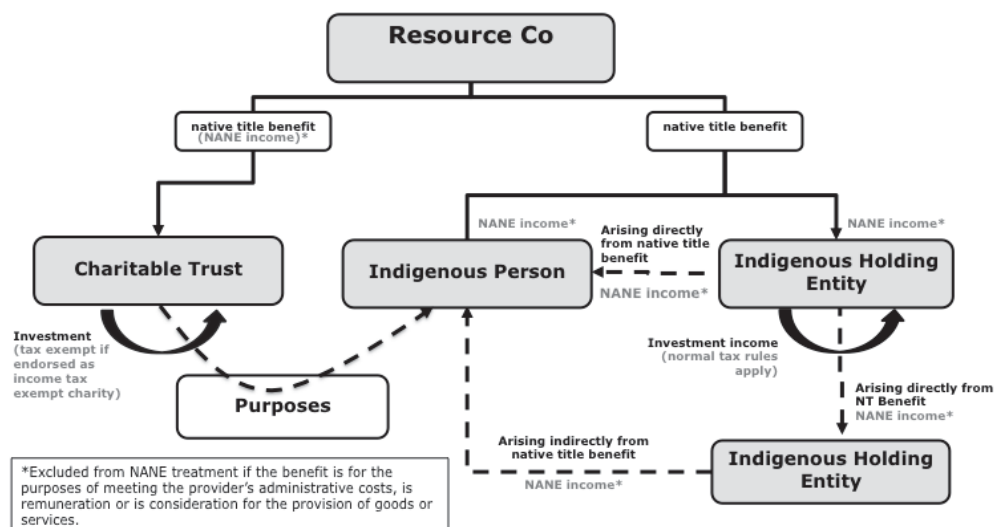 Resource Co
native title benefit
(NANE income)*
native title benefit
NANE income*
Arising directly
from native title
benefit
NANE income*
NANE income*
Charitable Trust
Indigenous Person
Indigenous Holding
Entity
Investment
(tax exempt if
endorsed as
income tax
exempt charity)
Purposes
Investment income
(normal tax rules
apply)
Arising directly from
NT Benefit
NANE income*
Arising indirectly from
native title benefit
NANE income*
Indigenous Holding
Entity
*Excluded from NANE treatment if the benefit is for the
purposes of meeting the provider's administrative costs, is
remuneration or is consideration for the provision of goods or
services.